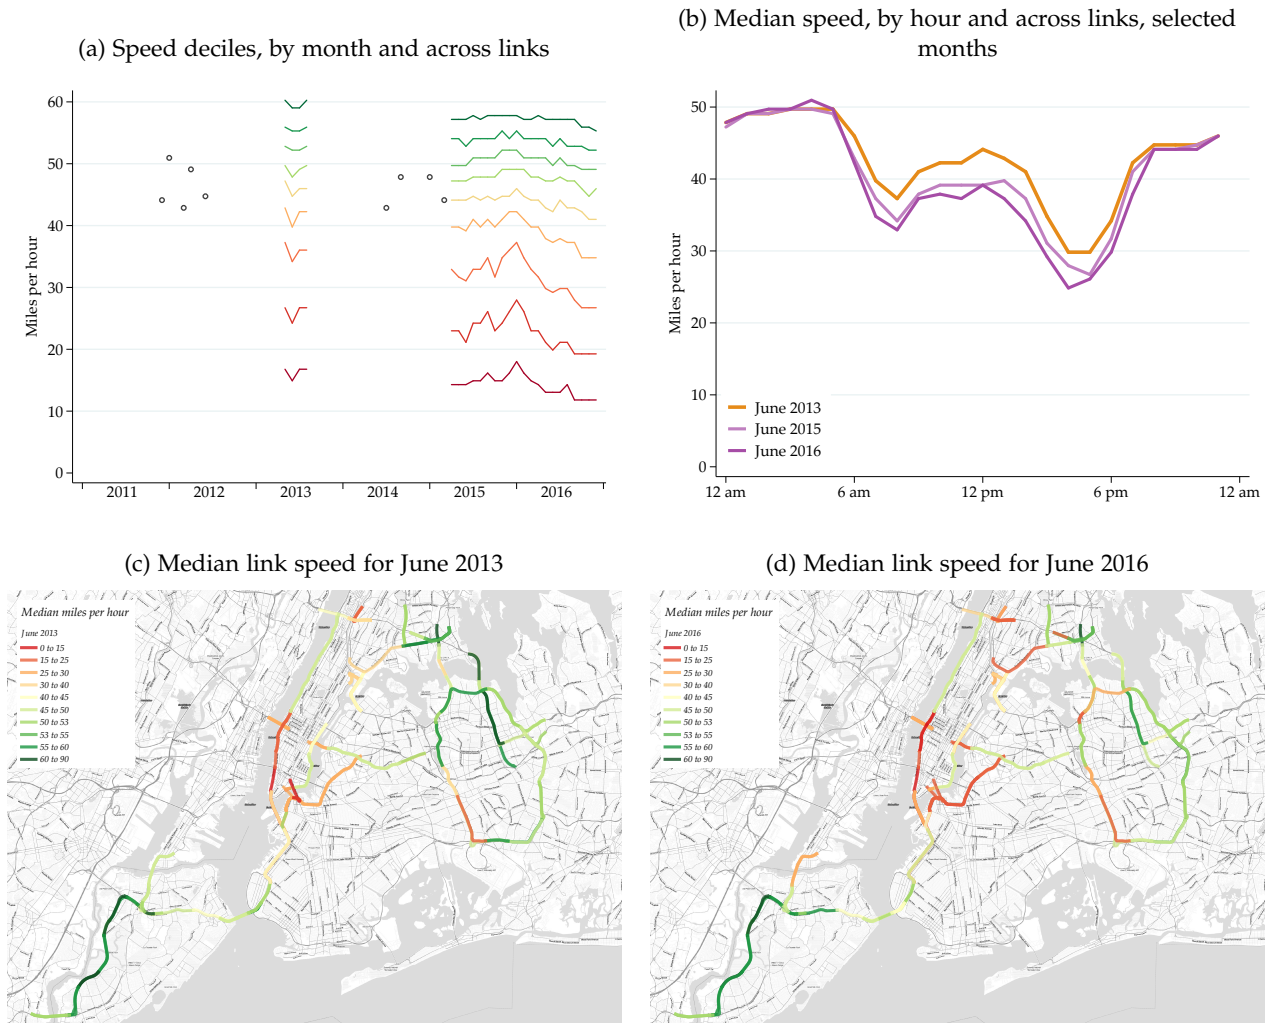 (a) Speed deciles, by month and across links
60
50
40
30
20
10
0
Miles per hour
2011 2012 2013 2014 2015 2016
(b) Median speed, by hour and across links, selected
months
50
40
30
20
10
0
Miles per hour
June 2013
June 2015
June 2016
12 am 6 am 12 pm 6 pm 12 am
(c) Median link speed for June 2013
Median miles per hour
June 2013
0 to 15
15 to 25
25 to 30
30 to 40
40 to 45
45 to 50
50 to 53
53 to 55
55 to 60
60 to 90
(d) Median link speed for June 2016
Median miles per hour
June 2016
0 to 15
15 to 25
25 to 30
30 to 40
40 to 45
45 to 50
50 to 53
53 to 55
55 to 60
60 to 90